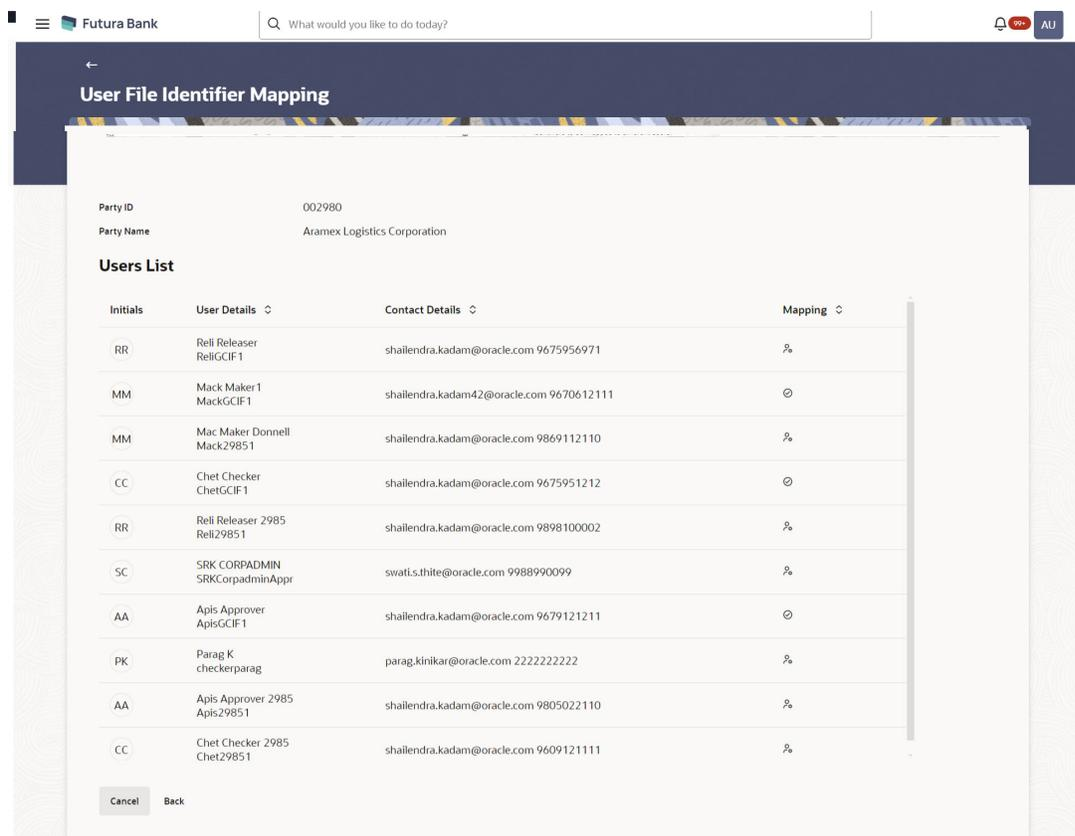 Futura Bank
What would you like to do today?
99+
AU
User File Identifier Mapping
Party ID 002980
Party Name Aramex Logistics Corporation
Users List
Initials User Details Contact Details Mapping
RR Reli Releaser shailendra.kadam@oracle.com 9675956971
ReliGCIF1
MM Mack Maker1 shailendra.kadam42@oracle.com 9670612111
MackGCIF1
MM Mac Maker Donnell shailendra.kadam@oracle.com 9869112110
Mack29851
CC Chet Checker shailendra.kadam@oracle.com 9675951212
ChetGCIF1
RR Reli Releaser 2985 shailendra.kadam@oracle.com 9898100002
Reli29851
SC SRK CORPADMIN swati.s.thite@oracle.com 9988990099
SRKCorpadminAppr
AA Apis Approver shailendra.kadam@oracle.com 9679121211
ApisGCIF1
PK Parag K parag.kinikar@oracle.com 2222222222
checkerparag
AA Apis Approver 2985 shailendra.kadam@oracle.com 9805022110
Apis29851
CC Chet Checker 2985 shailendra.kadam@oracle.com 9609121111
Chet29851
Cancel Back